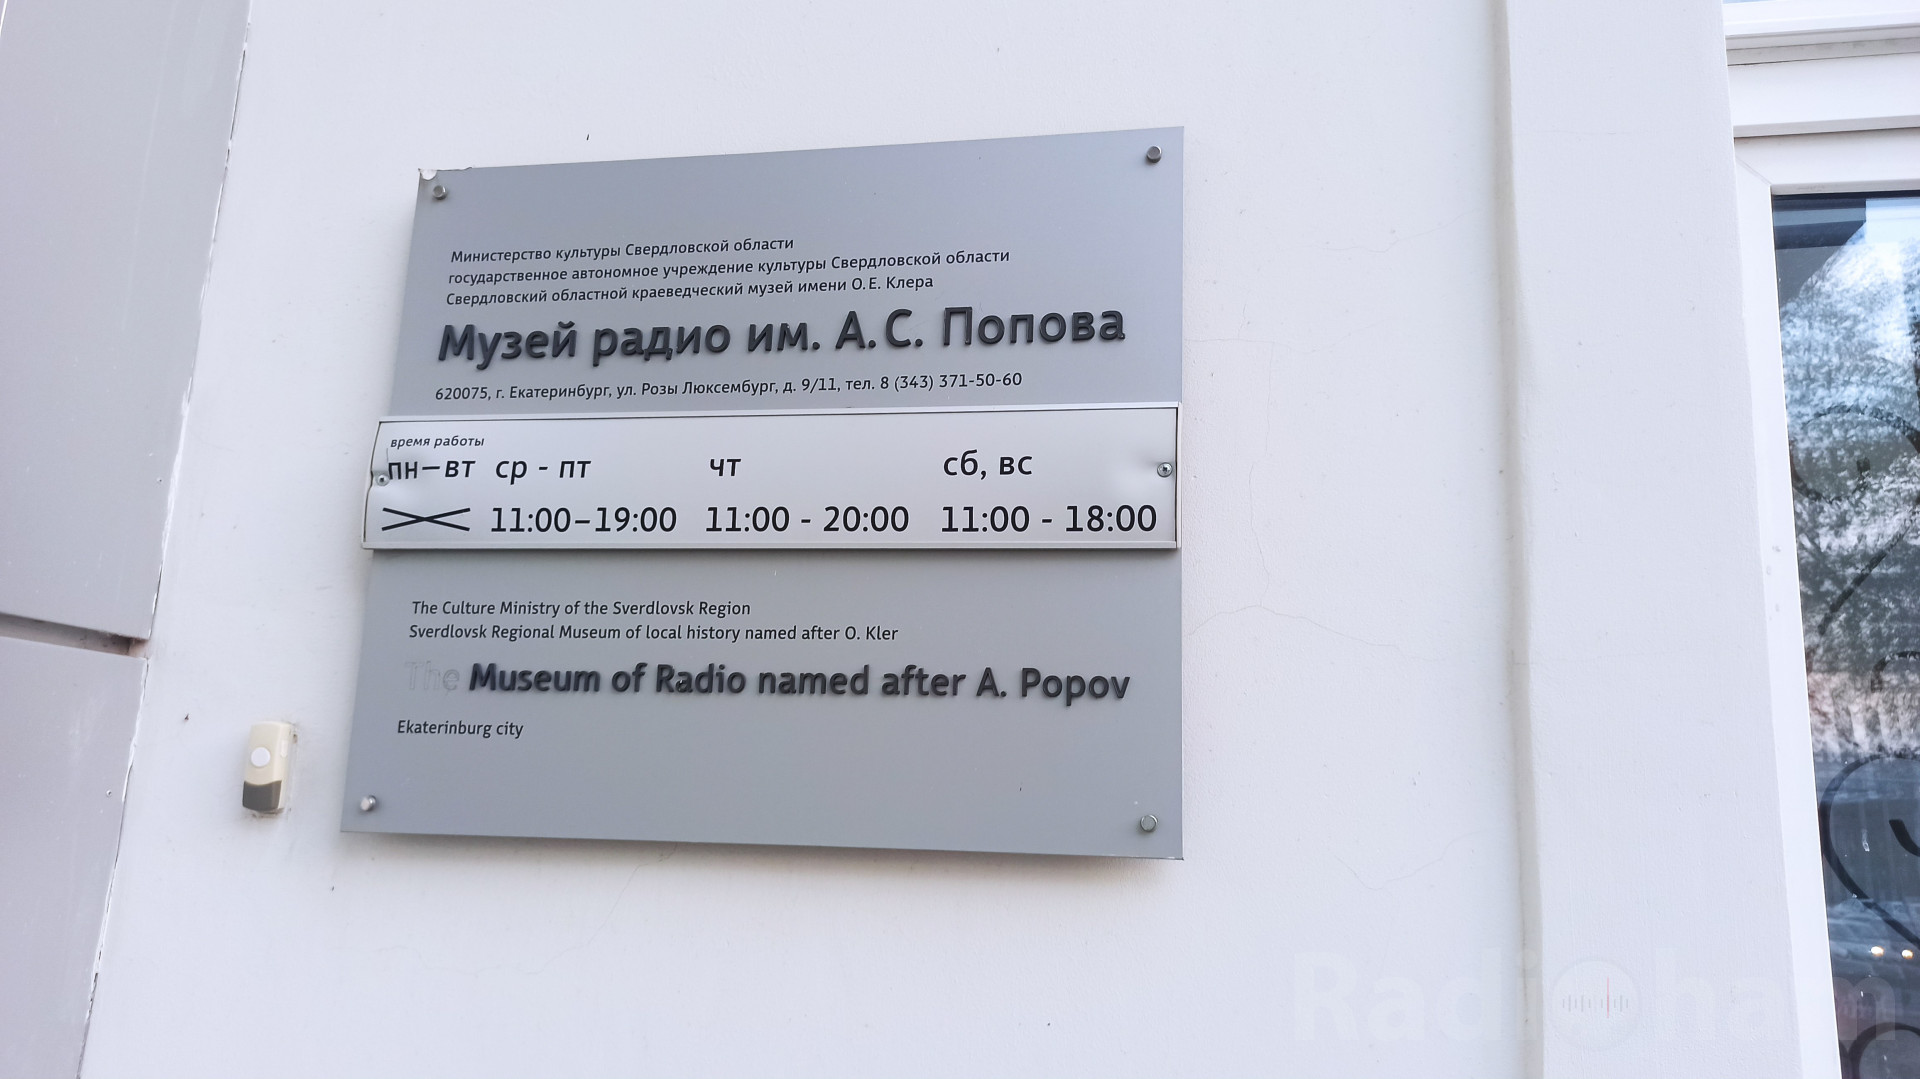 Министерство культуры Свердловской области
государственное автономное учреждение культуры Свердловской области
Свердловский областной краеведческий музей имени О.Е. Клера
Музей радио им. А.С. Попова
620075, г. Екатеринбург, ул. Розы Люксембург, д. 9/11, тел. 8 (343) 371-50-60
время работы
пн–вт ср - пт чт сб, вс
11:00–19:00 11:00 - 20:00 11:00 - 18:00
The Culture Ministry of the Sverdlovsk Region
Sverdlovsk Regional Museum of local history named after O. Kler
The Museum of Radio named after A. Popov
Ekaterinburg city
Radioham